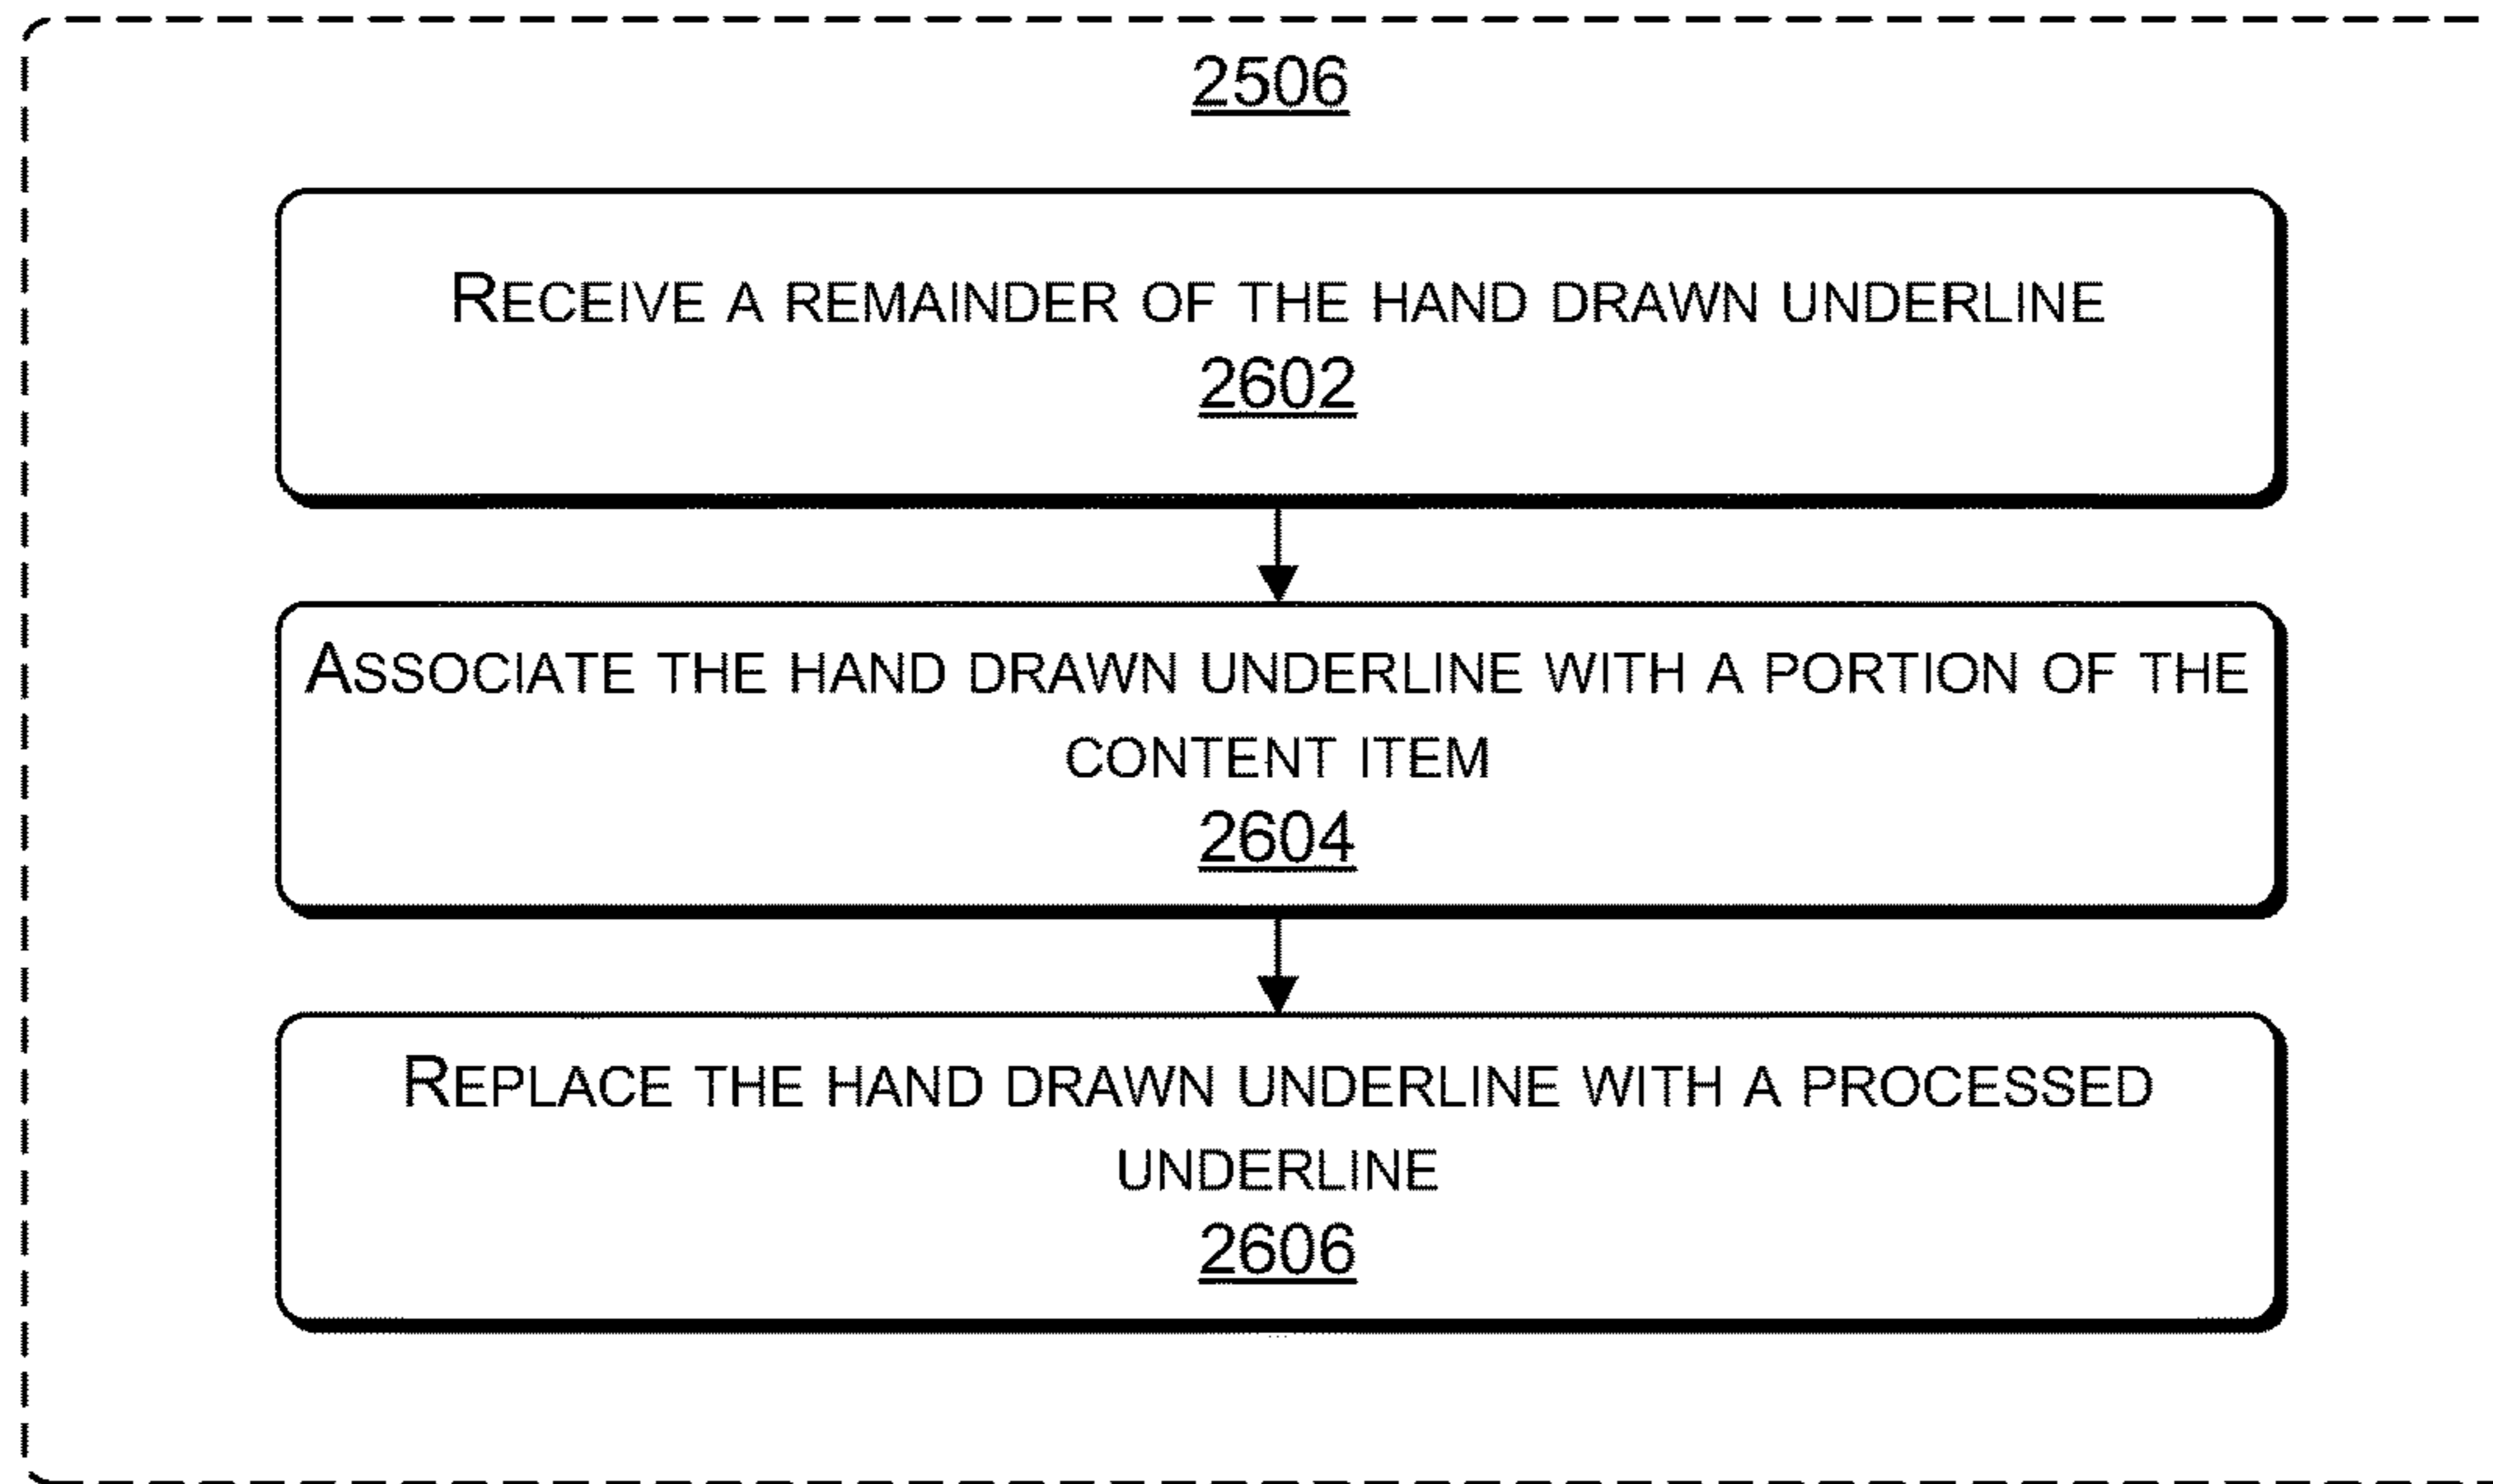 2506
RECEIVE A REMAINDER OF THE HAND DRAWN UNDERLINE
2602
ASSOCIATE THE HAND DRAWN UNDERLINE WITH A PORTION OF THE
CONTENT ITEM
2604
REPLACE THE HAND DRAWN UNDERLINE WITH A PROCESSED
UNDERLINE
2606